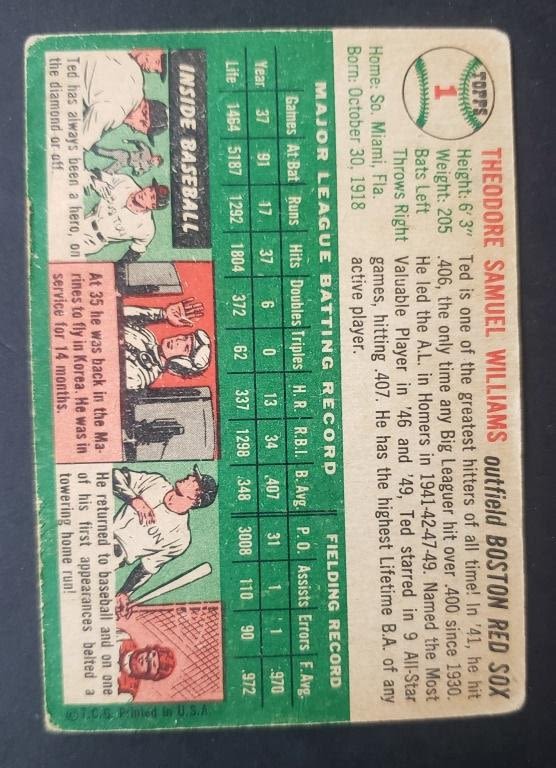 TOPPS
1
THEODORE SAMUEL WILLIAMS outfield BOSTON RED SOX
Height: 6' 3"
Weight: 205
Bats Left
Throws Right
Home: So. Miami, Fla.
Born: October 30, 1918
Ted is one of the greatest hitters of all time! In '41, he hit
.406, the only time any Big Leaguer hit over .400 since 1930.
He led the A.L. in Homers in 1941-42-47-49. Named the Most
Valuable Player in '46 and '49, Ted starred in 9 All-Star
games, hitting .407. He has the highest Lifetime B.A. of any
active player.
MAJOR LEAGUE BATTING RECORD FIELDING RECORD
Games At Bat Runs Hits Doubles Triples H.R. R.B.I. B.Avg. P.O. Assists Errors F.Avg.
Year 37 91 17 37 6 0 13 34 .407 31 1 1 .970
Life 1464 5187 1292 1804 372 62 337 1298 .348 3008 110 90 .972
INSIDE BASEBALL
Ted has always been a hero, on
the diamond or off.
At 35 he was back in the Ma-
rines to fly in Korea. He was in
service for 14 months.
He returned to baseball and on one
of his first appearances belted a
towering home run!
© T.C.G. Printed in U.S.A.